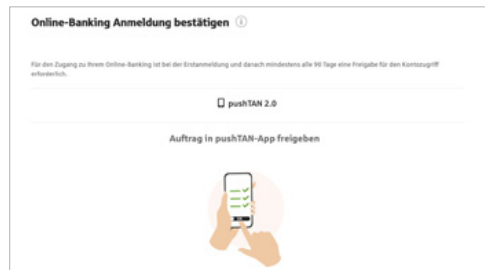 Online-Banking Anmeldung bestätigen
Für den Zugang zu Ihrem Online-Banking ist bei der Erstanmeldung und danach mindestens alle 90 Tage eine Freigabe für den Kontozugriff
erforderlich.
pushTAN 2.0
Auftrag in pushTAN-App freigeben